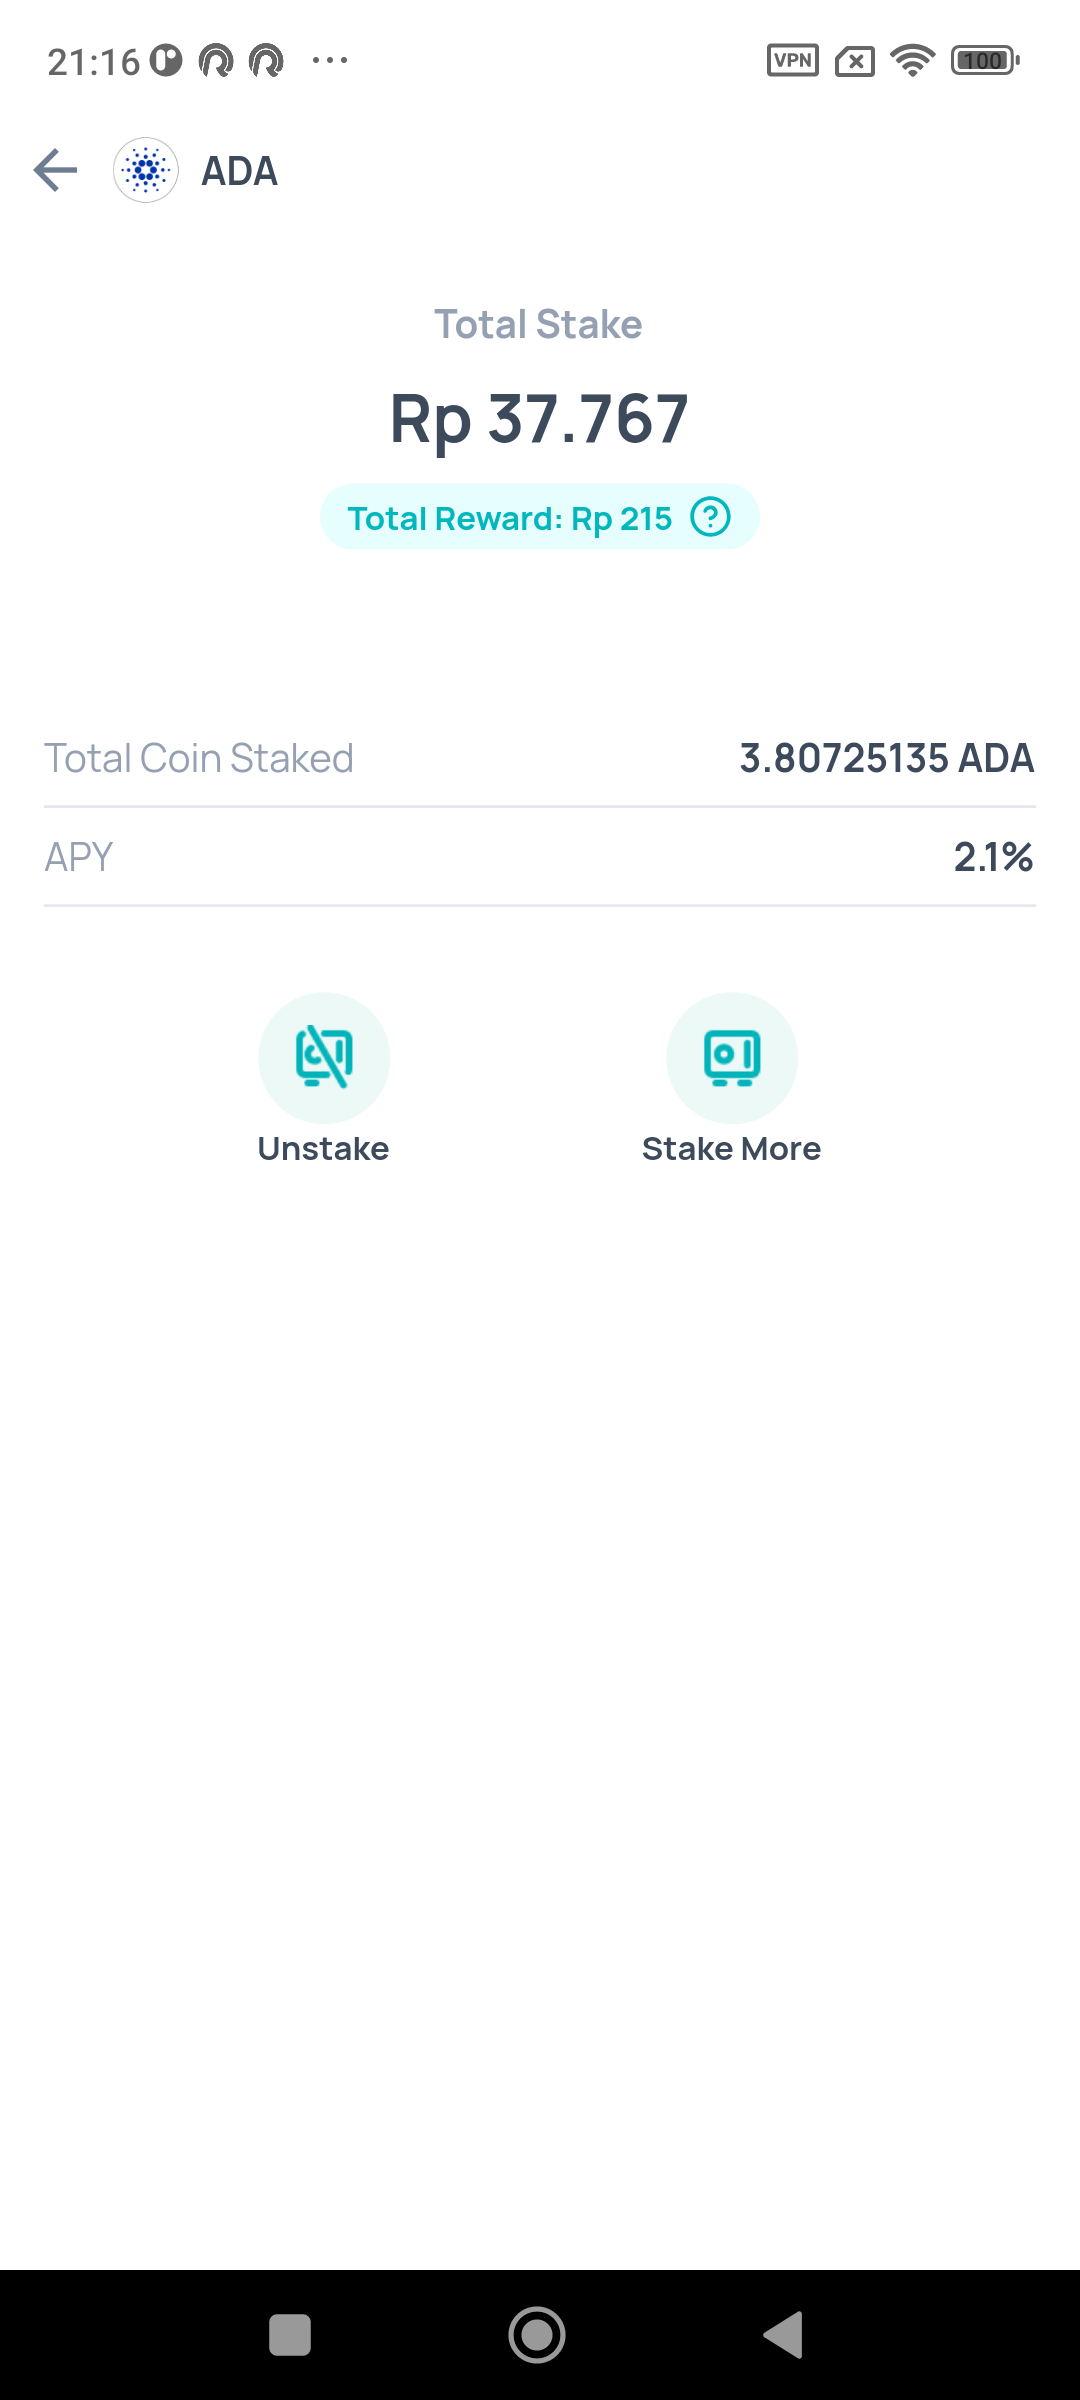 21:16
VPN
100
ADA
Total Stake
Rp 37.767
Total Reward: Rp 215 ?
Total Coin Staked 3.80725135 ADA
APY 2.1%
Unstake Stake More